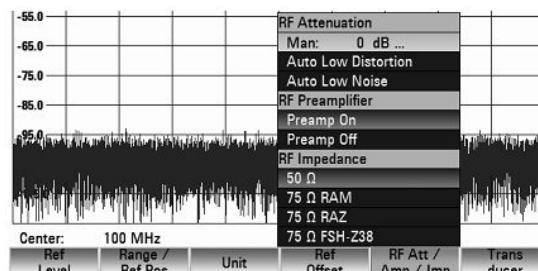 -55.0
-65.0
-75.0
-85.0
-95.0
RF Attenuation
Man: 0 dB ...
Auto Low Distortion
Auto Low Noise
RF Preamplifier
Preamp On
Preamp Off
RF Impedance
50 Ω
75 Ω RAM
75 Ω RAZ
75 Ω FSH-Z38
Center: 100 MHz
Ref Level
Range / Ref Pos
Unit
Ref Offset
RF Att / Amp / Imp
Trans ducer